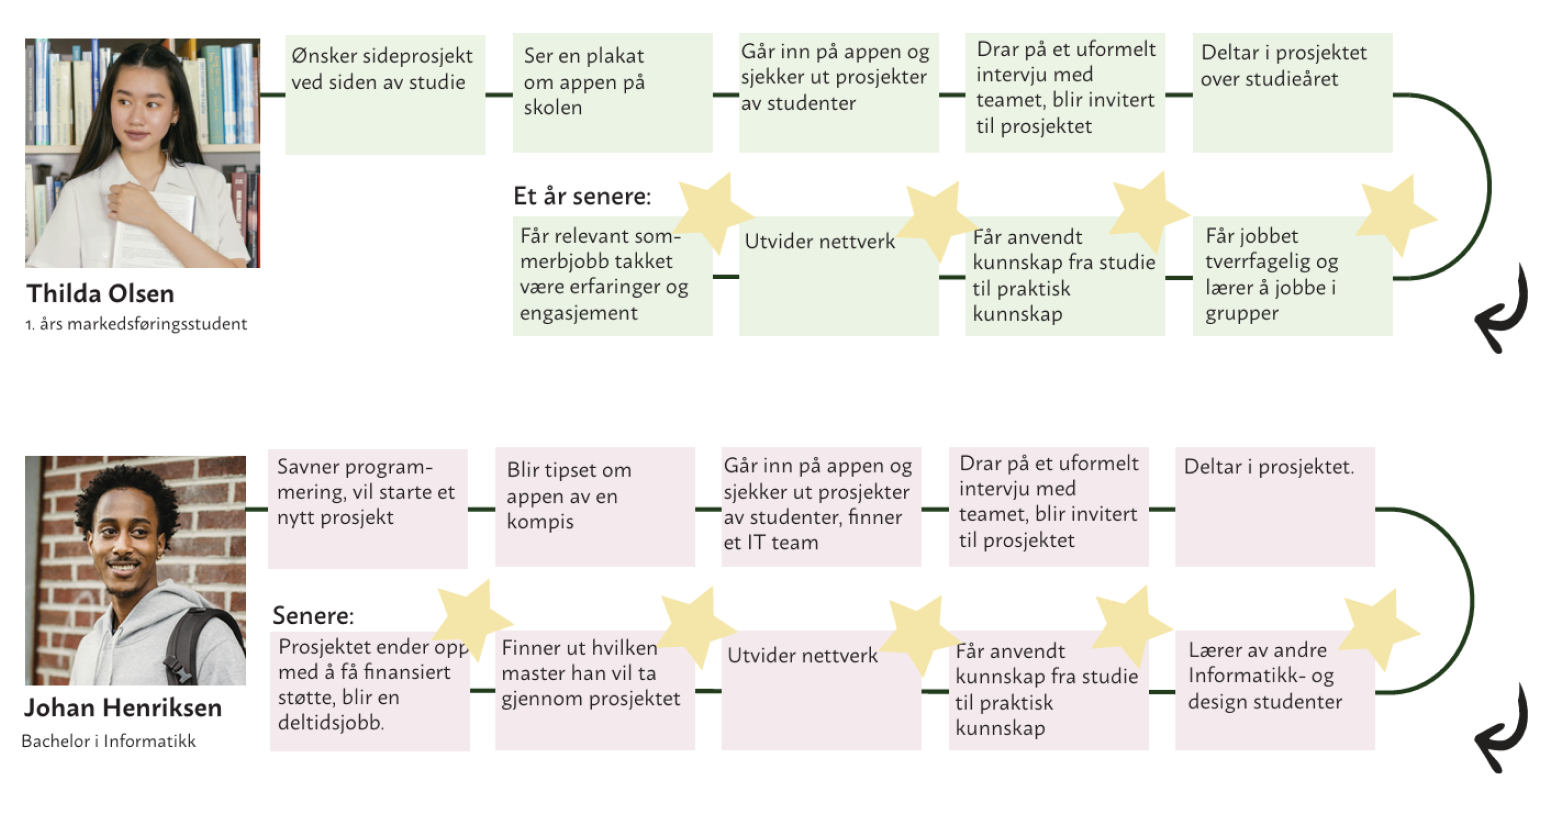 Ønsker sideprosjekt
ved siden av studie
Ser en plakat
om appen på
skolen
Går inn på appen og
sjekker ut prosjekter
av studenter
Drar på et uformelt
intervju med
teamet, blir invitert
til prosjektet
Deltar i prosjektet
over studieåret
Thilda Olsen
1. års markedsføringsstudent
Et år senere:
Får relevant som-
merbjobb takket
være erfaringer og
engasjement
Utvider nettverk
Får anvendt
kunnskap fra studie
til praktisk
kunnskap
Får jobbet
tverrfagelig og
lærer å jobbe i
grupper
Savner program-
mering, vil starte et
nytt prosjekt
Blir tipset om
appen av en
kompis
Går inn på appen og
sjekker ut prosjekter
av studenter, finner
et IT team
Drar på et uformelt
intervju med
teamet, blir invitert
til prosjektet
Deltar i prosjektet.
Johan Henriksen
Bachelor i Informatikk
Senere:
Prosjektet ender opp
med å få finansiert
støtte, blir en
deltidsjobb.
Finner ut hvilken
master han vil ta
gjennom prosjektet
Utvider nettverk
Får anvendt
kunnskap fra studie
til praktisk
kunnskap
Lærer av andre
Informatikk- og
design studenter